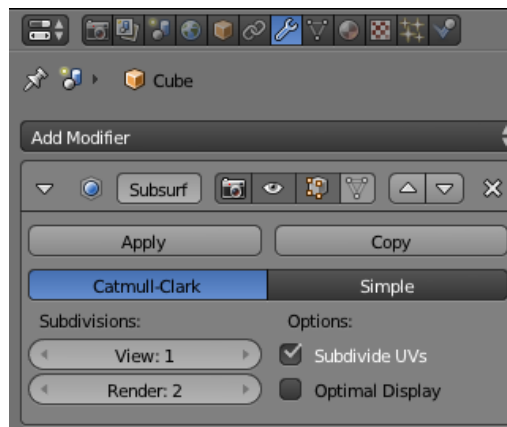 Cube
Add Modifier
Subsurf
Apply
Copy
Catmull-Clark
Simple
Subdivisions:
Options:
View: 1
Subdivide UVs
Render: 2
Optimal Display